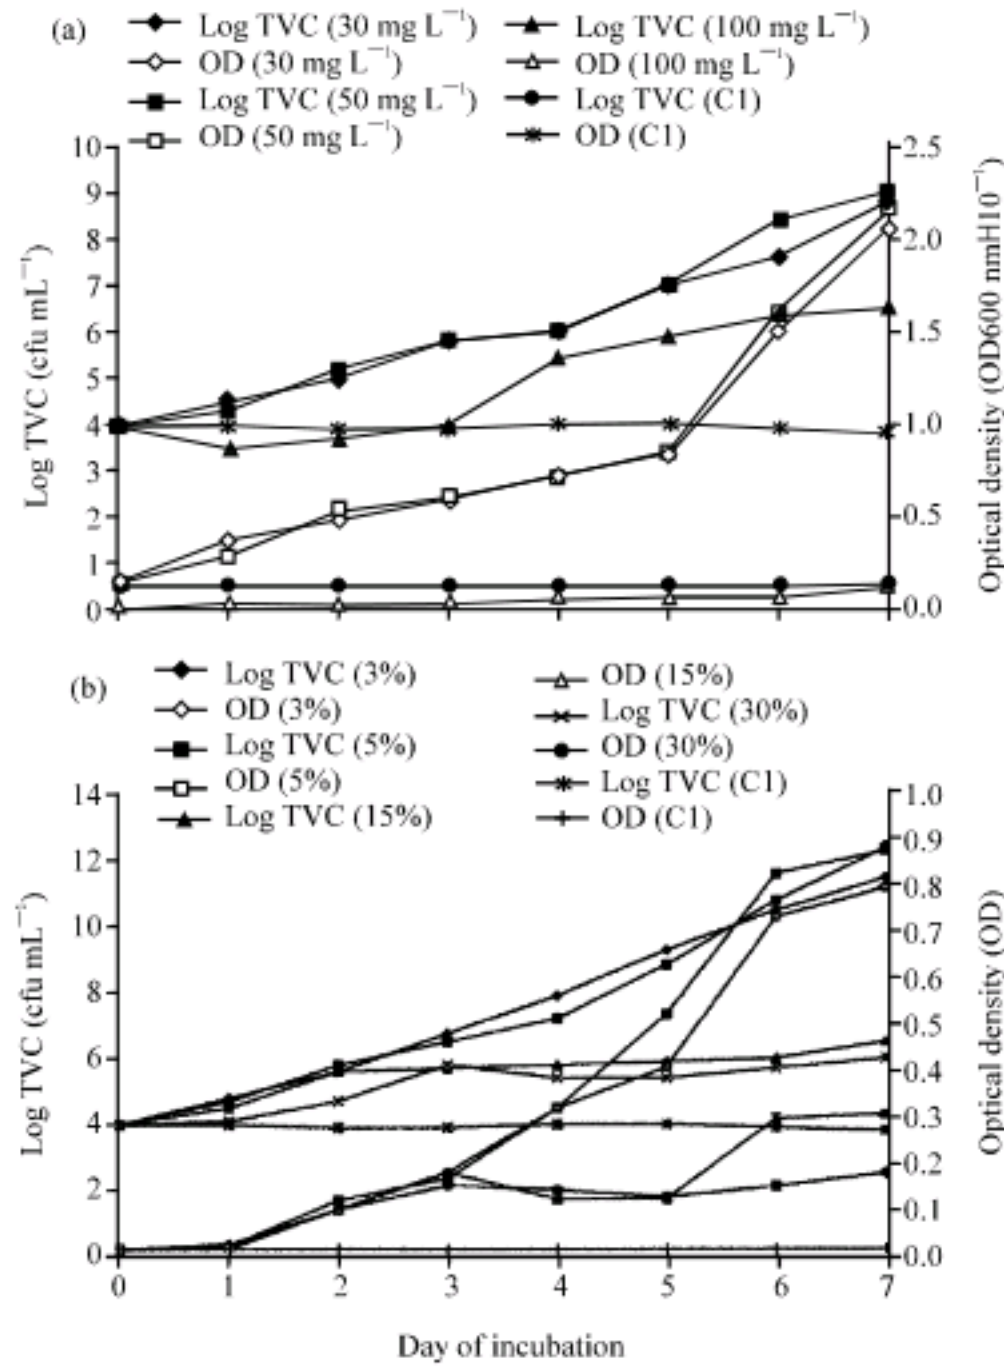 (a)
Log TVC (30 mg L⁻¹)
OD (30 mg L⁻¹)
Log TVC (50 mg L⁻¹)
OD (50 mg L⁻¹)
Log TVC (100 mg L⁻¹)
OD (100 mg L⁻¹)
Log TVC (C1)
OD (C1)
10
9
8
7
6
5
4
3
2
1
0
Log TVC (cfu mL⁻¹)
2.5
2.0
1.5
1.0
0.5
0.0
Optical density (OD600 nmH10⁻¹)
(b)
Log TVC (3%)
OD (3%)
Log TVC (5%)
OD (5%)
Log TVC (15%)
OD (15%)
Log TVC (30%)
OD (30%)
Log TVC (C1)
OD (C1)
14
12
10
8
6
4
2
0
Log TVC (cfu mL⁻¹)
1.0
0.9
0.8
0.7
0.6
0.5
0.4
0.3
0.2
0.1
0.0
Optical density (OD)
0 1 2 3 4 5 6 7
Day of incubation